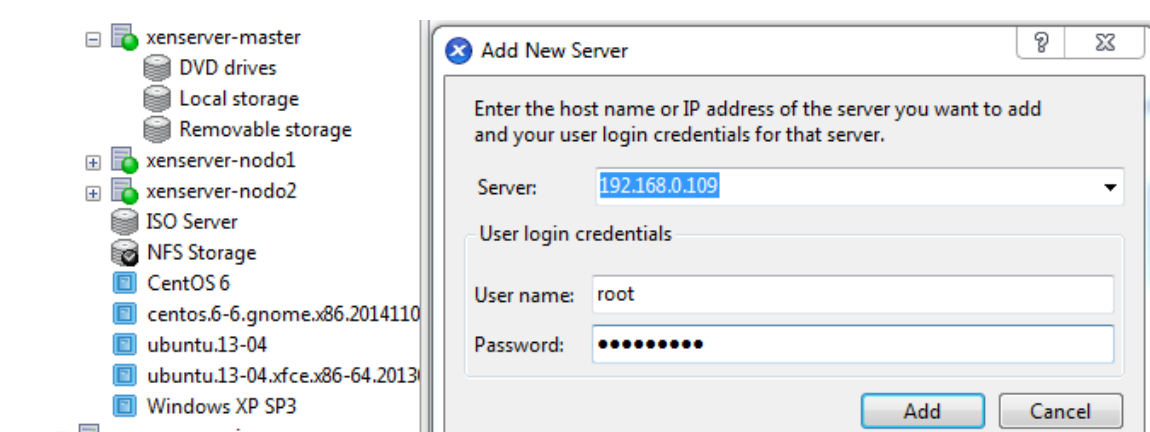 xenserver-master
DVD drives
Local storage
Removable storage
xenserver-nodo1
xenserver-nodo2
ISO Server
NFS Storage
CentOS 6
centos.6-6.gnome.x86.2014110
ubuntu.13-04
ubuntu.13-04.xfce.x86-64.2013
Windows XP SP3
Add New Server
Enter the host name or IP address of the server you want to add
and your user login credentials for that server.
Server: 192.168.0.109
User login credentials
User name: root
Password: ●●●●●●●●●
Add Cancel